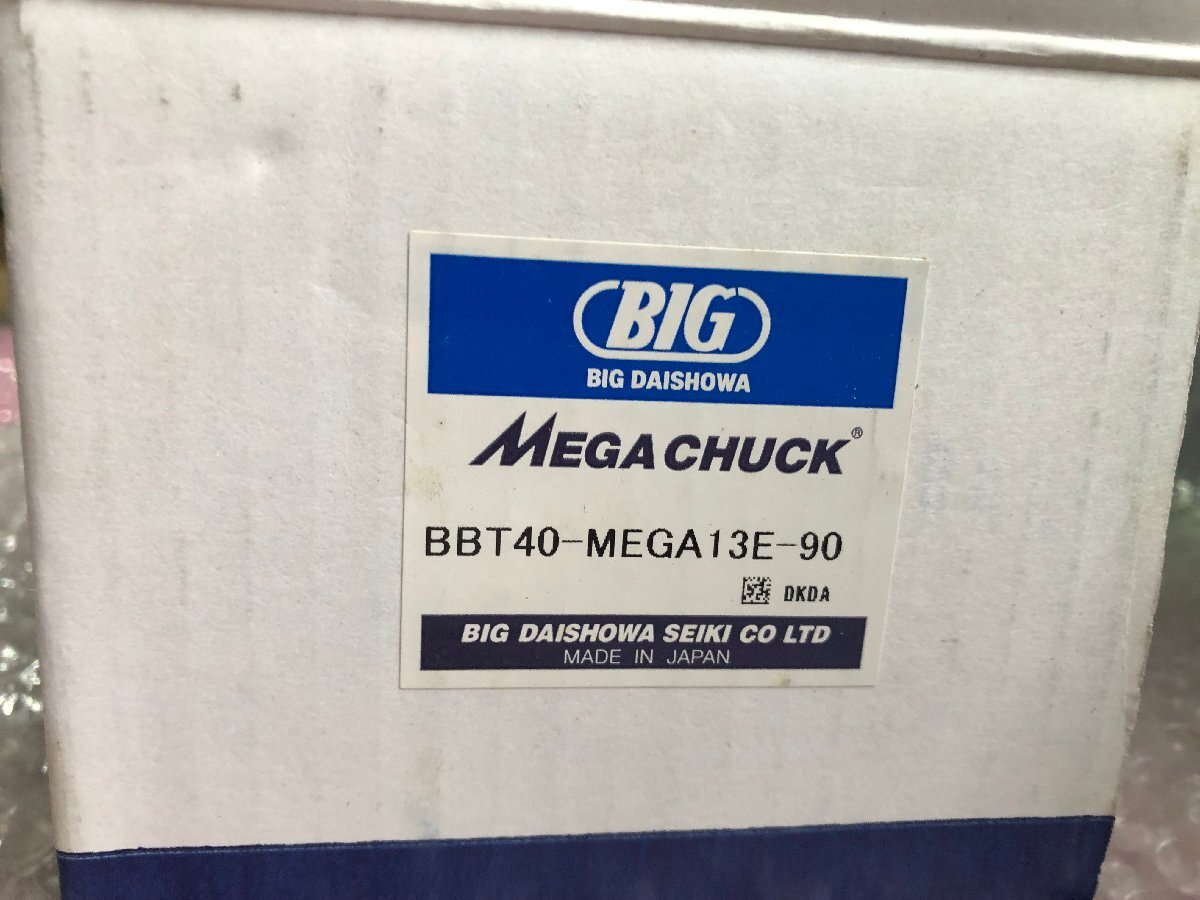 BIG
BIG DAISHOWA
MEGA CHUCK®
BBT40-MEGA13E-90
DKDA
BIG DAISHOWA SEIKI CO LTD
MADE IN JAPAN